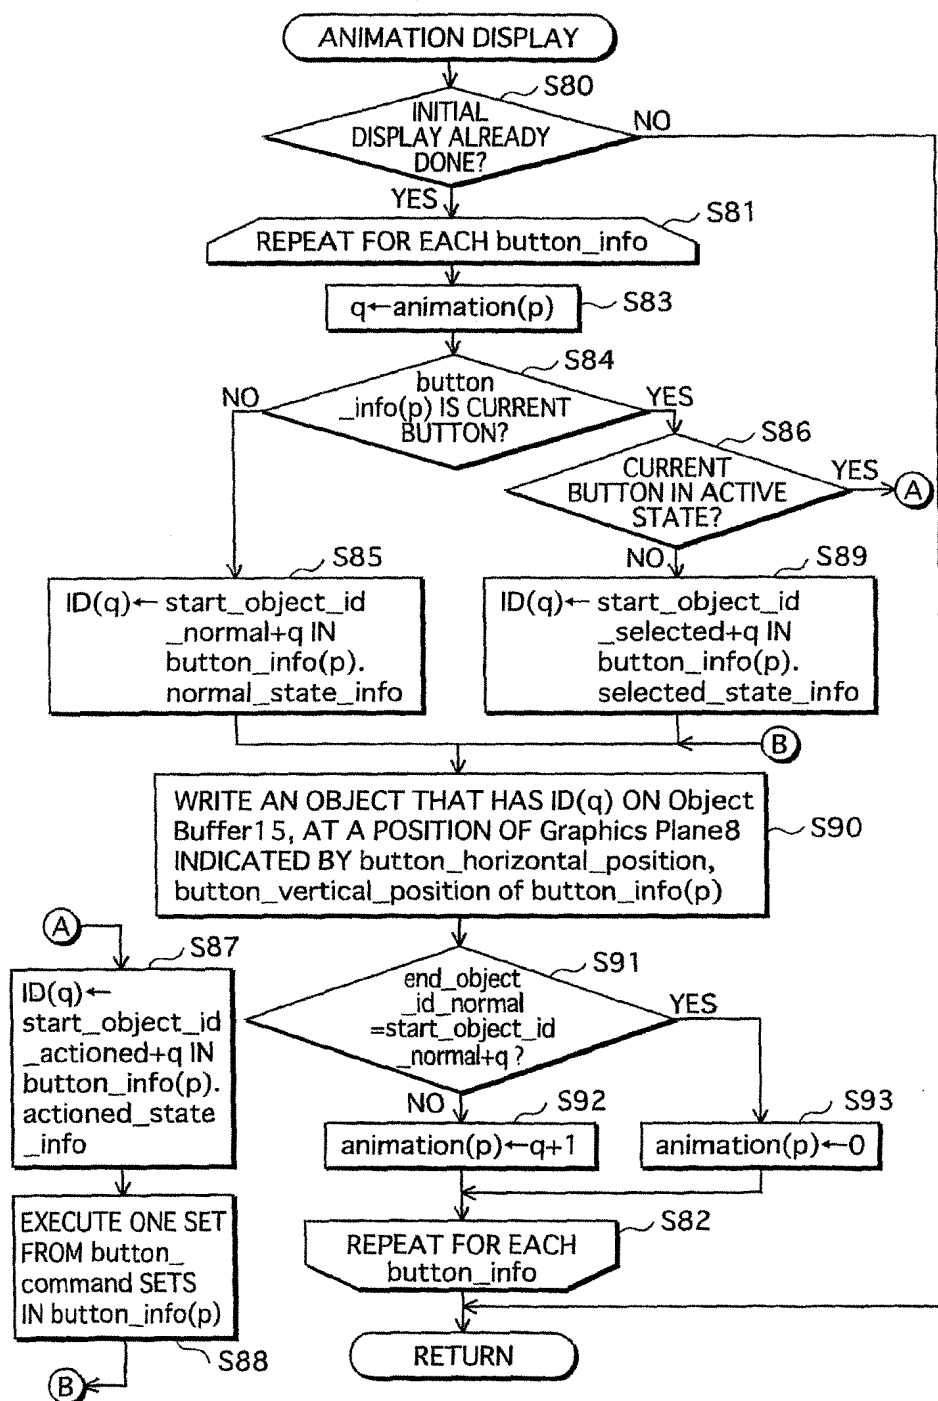 ANIMATION DISPLAY
S80
INITIAL
DISPLAY ALREADY
DONE?
NO
YES
S81
REPEAT FOR EACH button_info
q←animation(p)
S83
S84
button
_info(p) IS CURRENT
BUTTON?
NO
YES
S86
CURRENT
BUTTON IN ACTIVE
STATE?
YES
A
NO
S85
ID(q)← start_object_id
_normal+q IN
button_info(p).
normal_state_info
S89
ID(q)← start_object_id
_selected+q IN
button_info(p).
selected_state_info
B
WRITE AN OBJECT THAT HAS ID(q) ON Object
Buffer15, AT A POSITION OF Graphics Plane8
INDICATED BY button_horizontal_position,
button_vertical_position of button_info(p)
S90
A
S87
ID(q)←
start_object_id
_actioned+q IN
button_info(p).
actioned_state
_info
EXECUTE ONE SET
FROM button_
command SETS
IN button_info(p)
S88
B
S91
end_object
_id_normal
=start_object_id
_normal+q ?
YES
NO
S92
animation(p)←q+1
S93
animation(p)←0
S82
REPEAT FOR EACH
button_info
RETURN